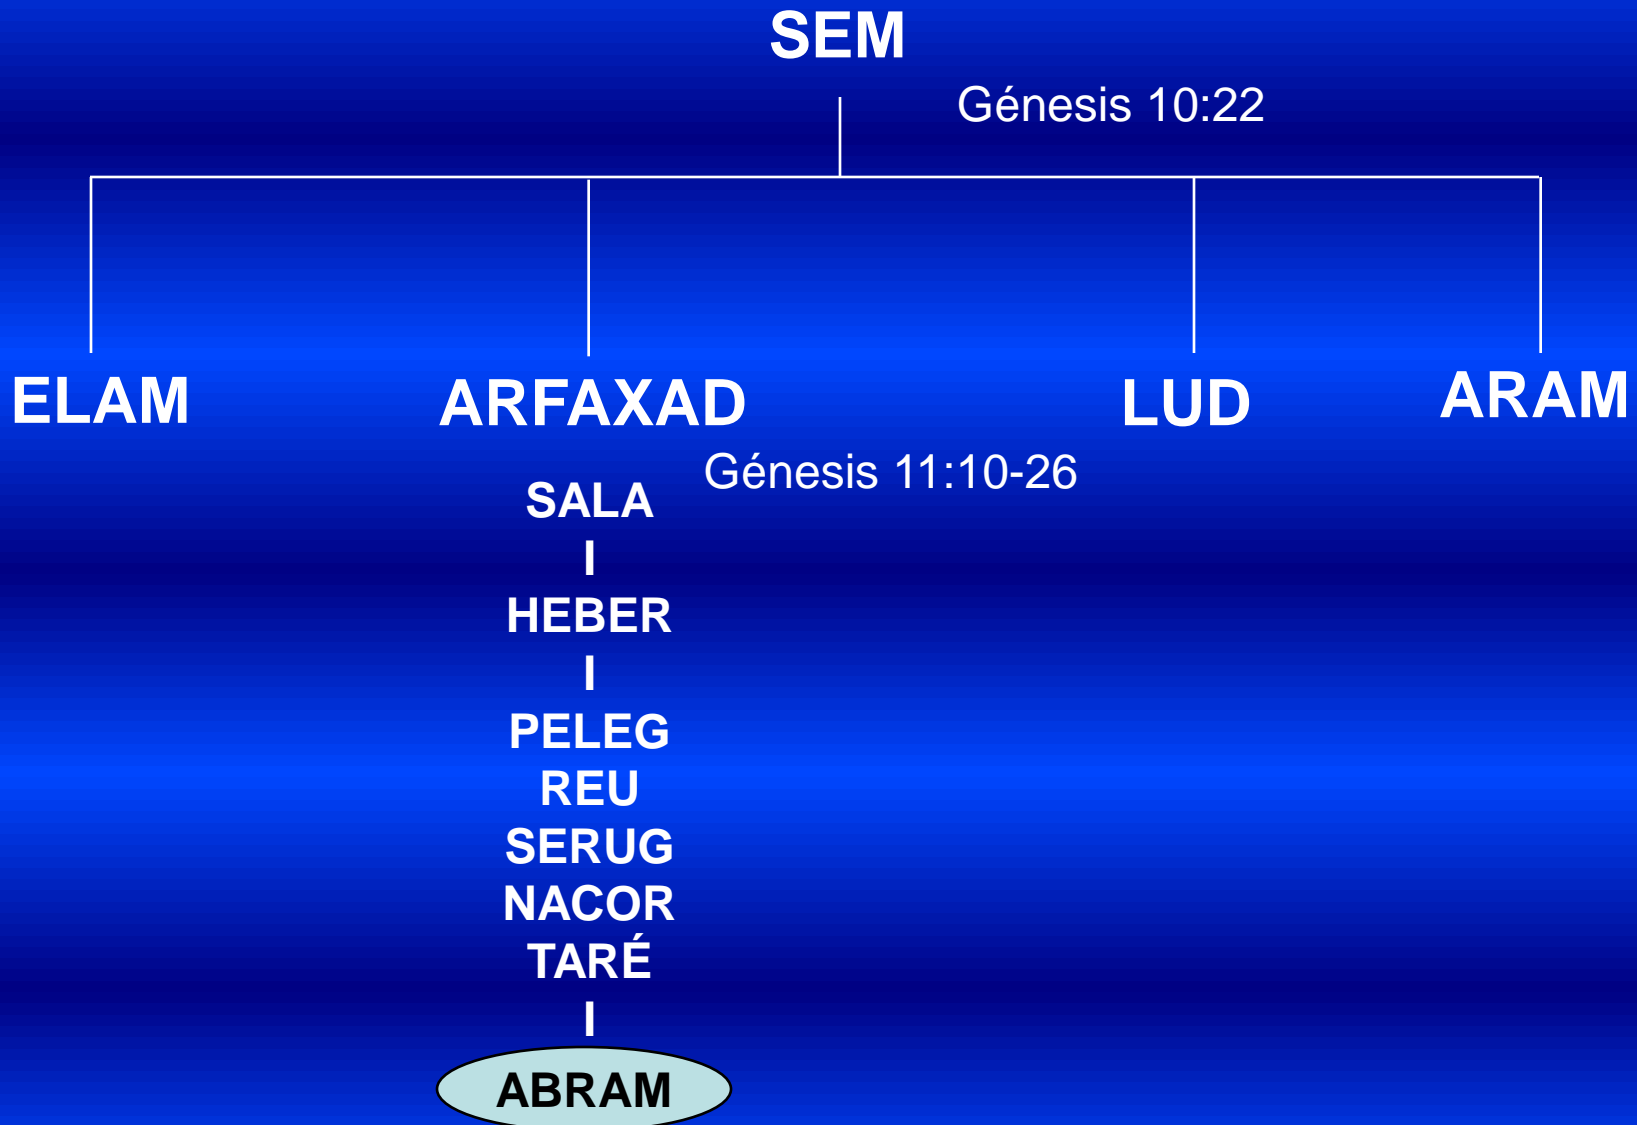 SEM
Génesis 10:22
ELAM ARFAXAD LUD ARAM
Génesis 11:10-26
SALA
I
HEBER
I
PELEG
REU
SERUG
NACOR
TARÉ
I
ABRAM